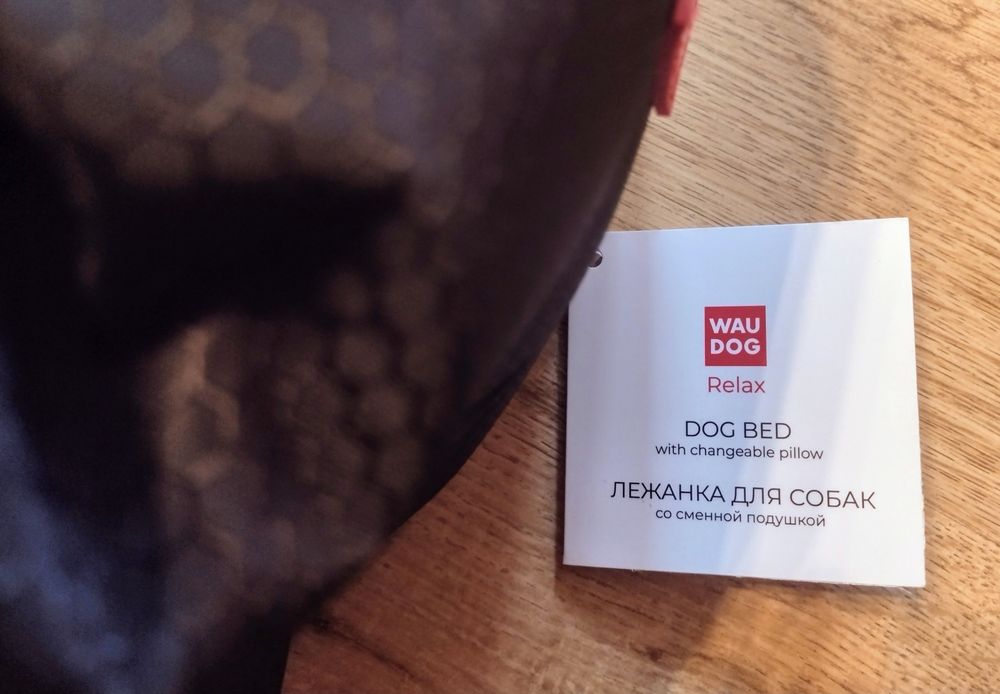 WAU
DOG
Relax
DOG BED
with changeable pillow
ЛЕЖАНКА ДЛЯ СОБАК
со сменной подушкой